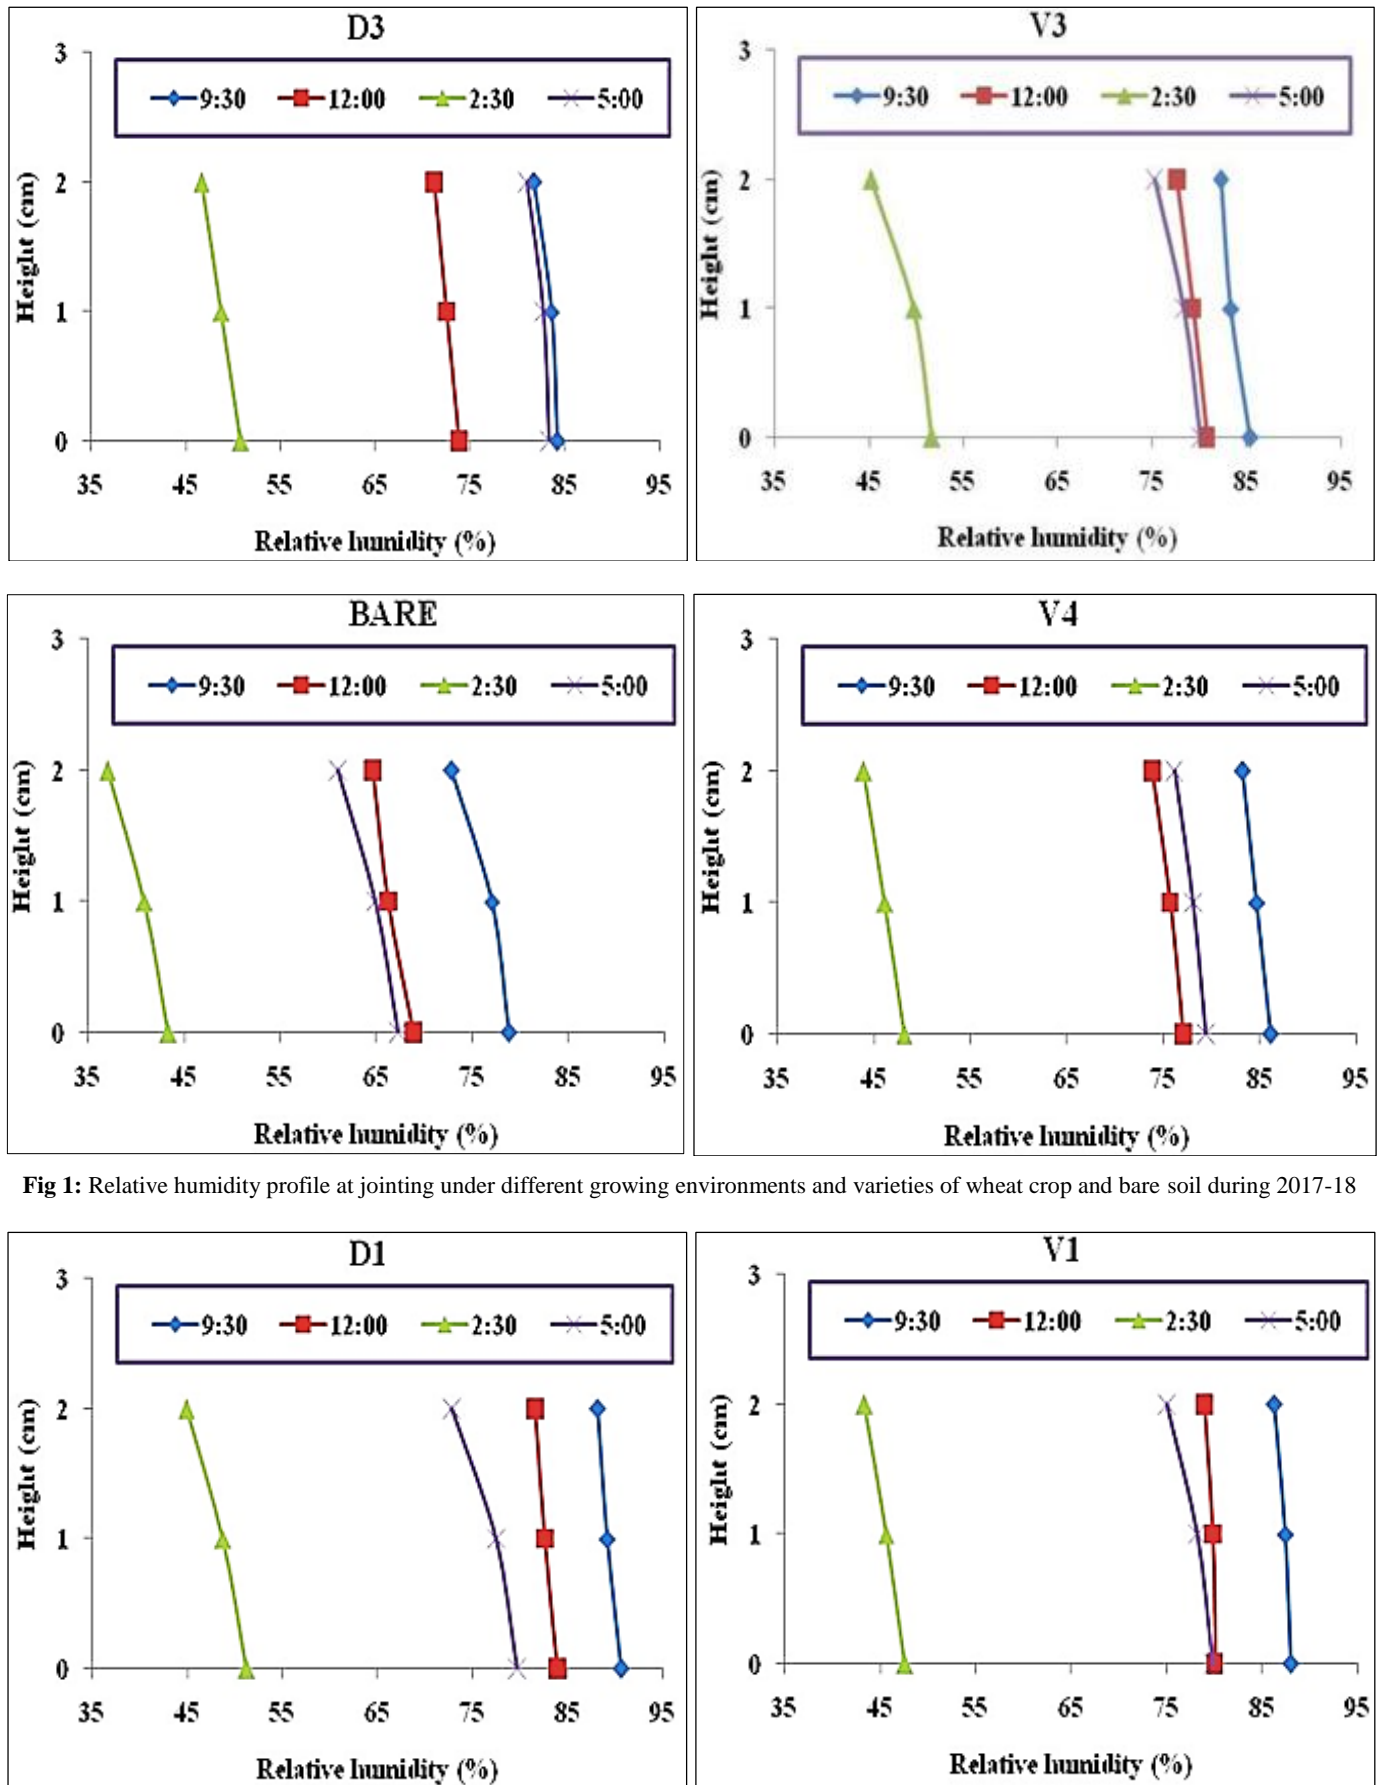 D3
9:30 12:00 2:30 5:00
3
2
1
0
Height (cm)
35 45 55 65 75 85 95
Relative humidity (%)
V3
9:30 12:00 2:30 5:00
3
2
1
0
Height (cm)
35 45 55 65 75 85 95
Relative humidity (%)
BARE
9:30 12:00 2:30 5:00
3
2
1
0
Height (cm)
35 45 55 65 75 85 95
Relative humidity (%)
V4
9:30 12:00 2:30 5:00
3
2
1
0
Height (cm)
35 45 55 65 75 85 95
Relative humidity (%)
Fig 1: Relative humidity profile at jointing under different growing environments and varieties of wheat crop and bare soil during 2017-18
D1
9:30 12:00 2:30 5:00
3
2
1
0
Height (cm)
35 45 55 65 75 85 95
Relative humidity (%)
V1
9:30 12:00 2:30 5:00
3
2
1
0
Height (cm)
35 45 55 65 75 85 95
Relative humidity (%)